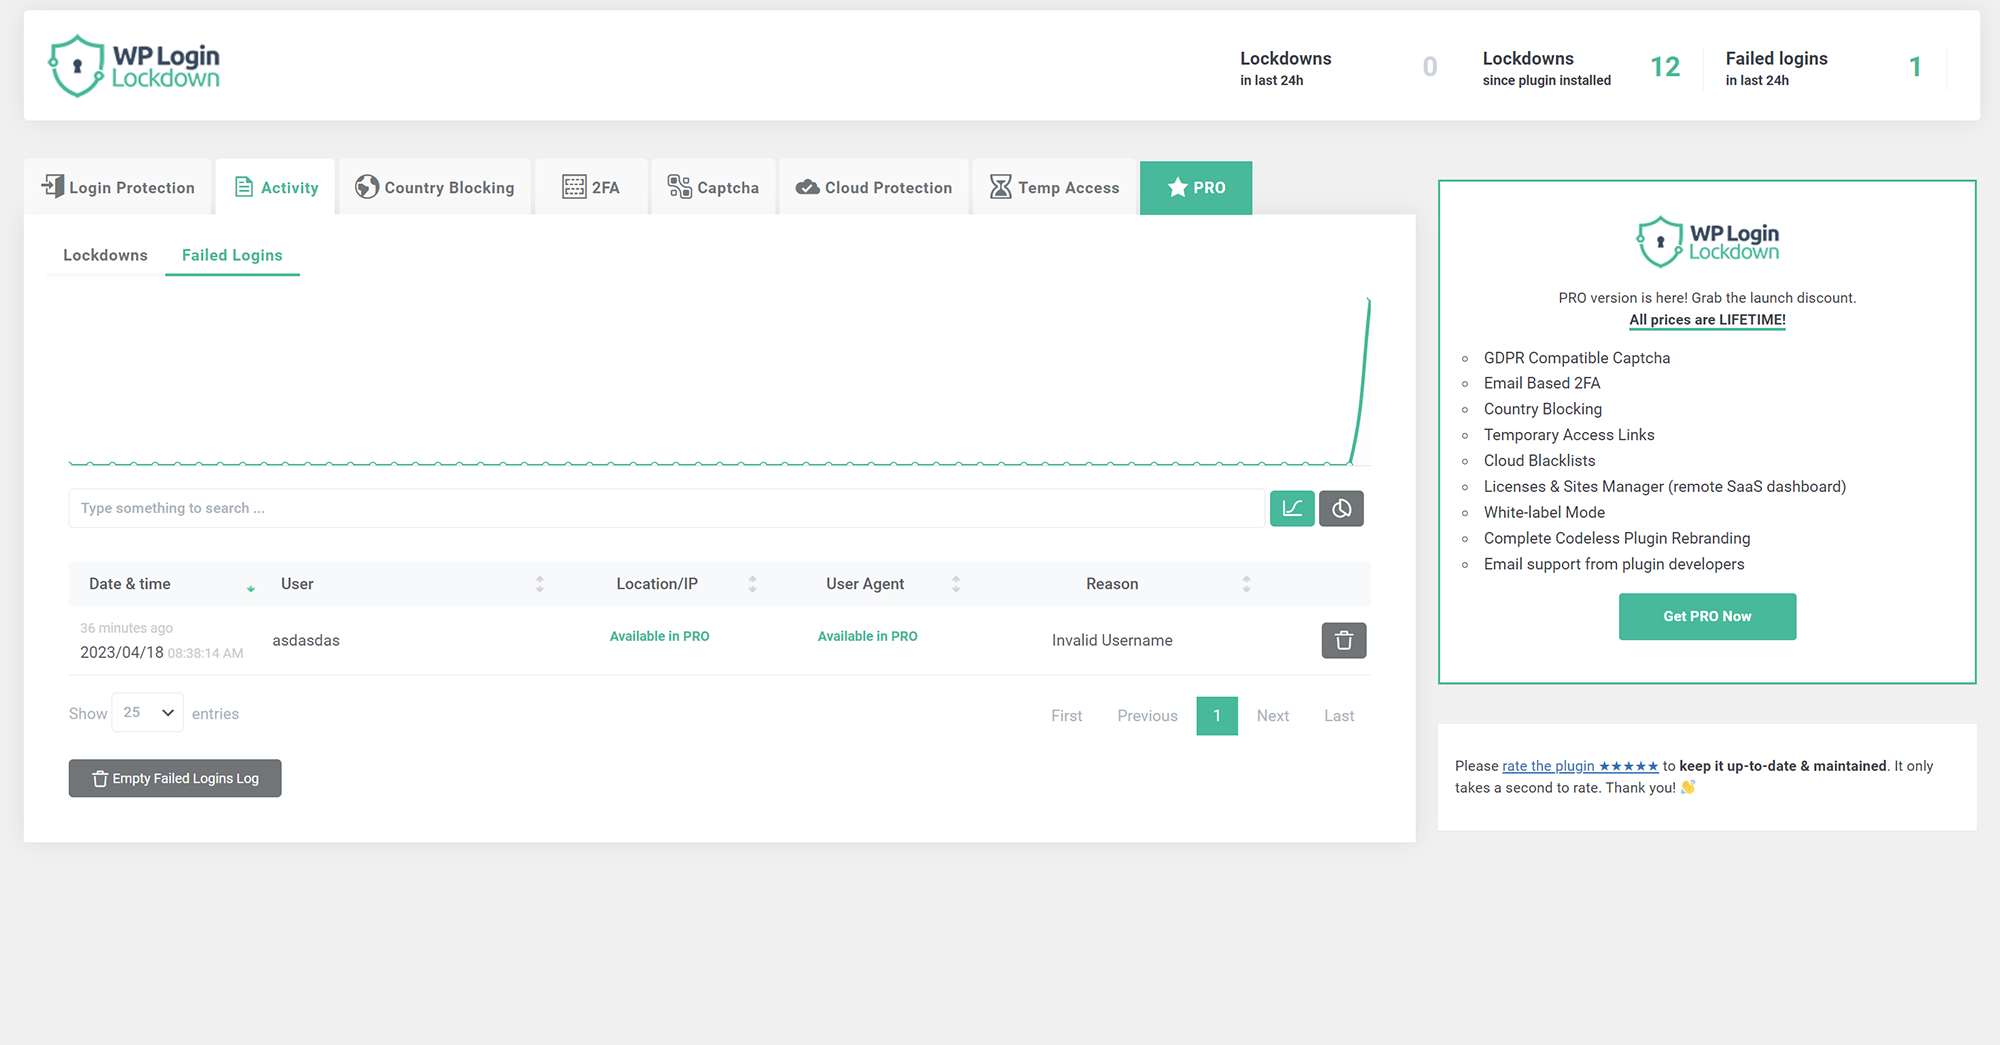 WP Login
Lockdown
Lockdowns
in last 24h
0
Lockdowns
since plugin installed
12
Failed logins
in last 24h
1
Login Protection
Activity
Country Blocking
2FA
Captcha
Cloud Protection
Temp Access
PRO
Lockdowns
Failed Logins
Type something to search ...
Date & time
User
Location/IP
User Agent
Reason
36 minutes ago
2023/04/18 08:38:14 AM
asdasdas
Available in PRO
Available in PRO
Invalid Username
Show 25 entries
First
Previous
1
Next
Last
Empty Failed Logins Log
WP Login
Lockdown
PRO version is here! Grab the launch discount.
All prices are LIFETIME!
GDPR Compatible Captcha
Email Based 2FA
Country Blocking
Temporary Access Links
Cloud Blacklists
Licenses & Sites Manager (remote SaaS dashboard)
White-label Mode
Complete Codeless Plugin Rebranding
Email support from plugin developers
Get PRO Now
Please rate the plugin ★★★★★ to keep it up-to-date & maintained. It only
takes a second to rate. Thank you! 👋